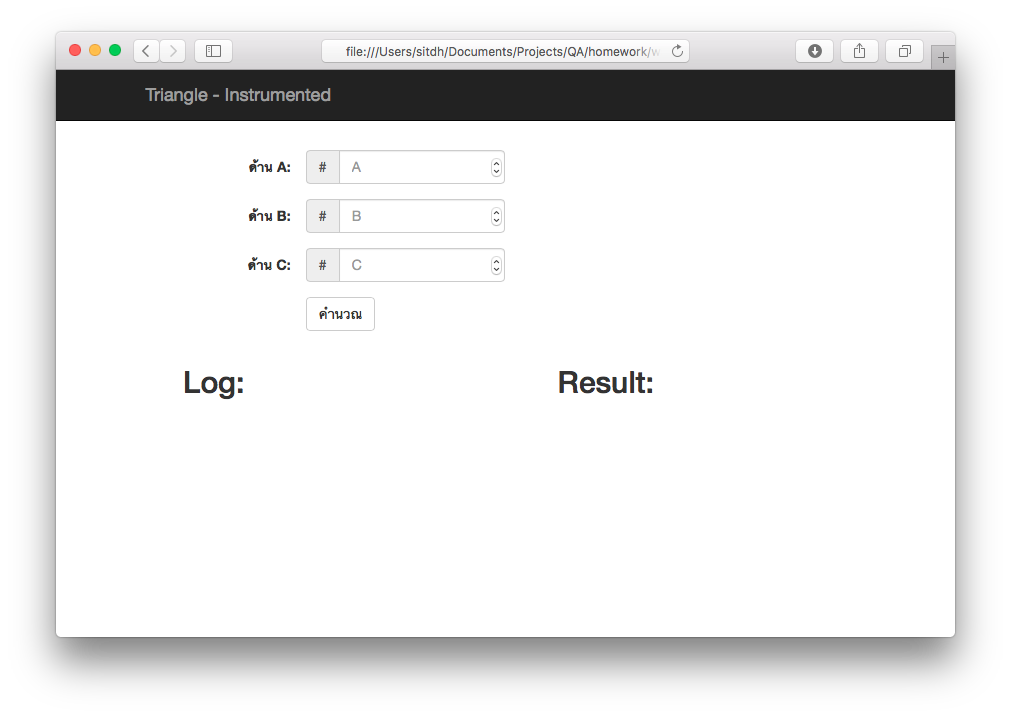 file:///Users/sitdh/Documents/Projects/QA/homework/w
Triangle - Instrumented
ด้าน A: # A
ด้าน B: # B
ด้าน C: # C
คำนวณ
Log: Result: